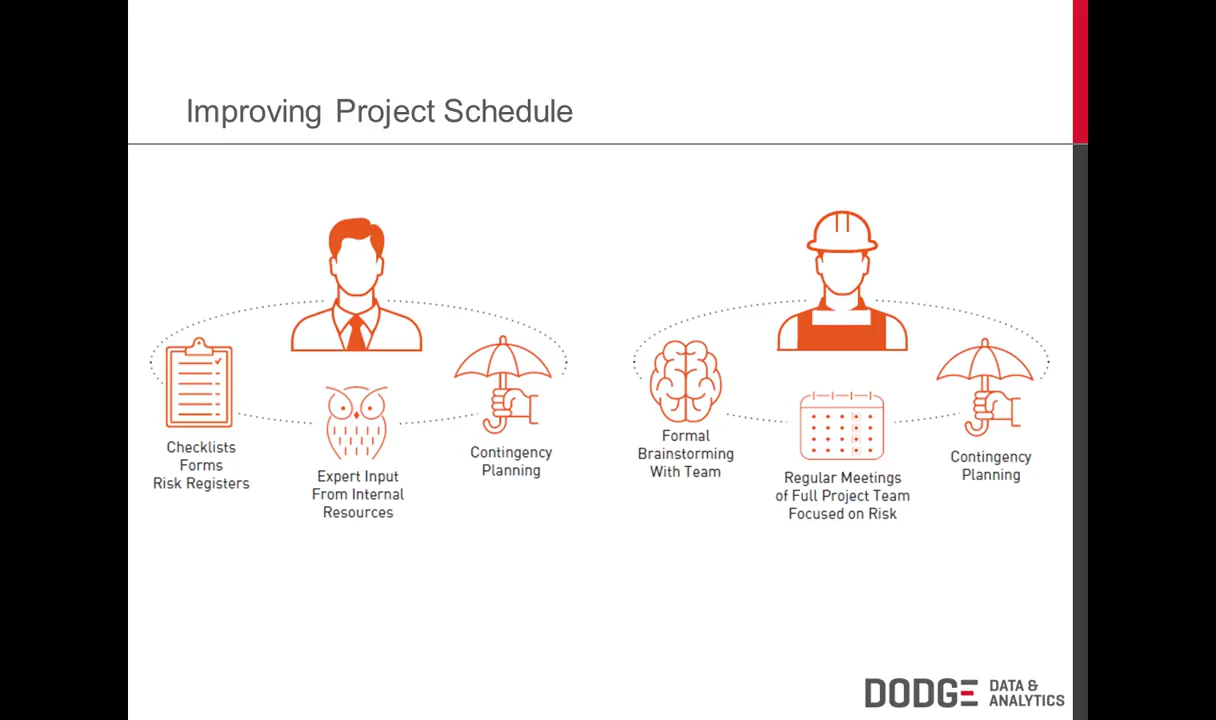 Improving Project Schedule
Checklists
Forms
Risk Registers
Expert Input
From Internal
Resources
Contingency
Planning
Formal
Brainstorming
With Team
Regular Meetings
of Full Project Team
Focused on Risk
Contingency
Planning
DODGE DATA &
ANALYTICS